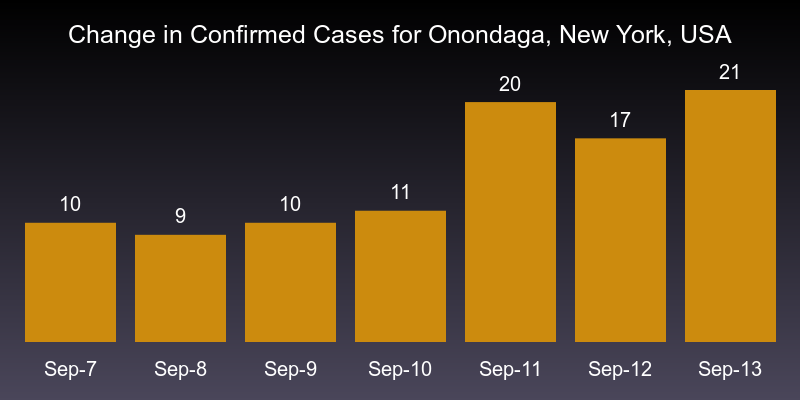 Change in Confirmed Cases for Onondaga, New York, USA
10
9
10
11
20
17
21
Sep-7
Sep-8
Sep-9
Sep-10
Sep-11
Sep-12
Sep-13